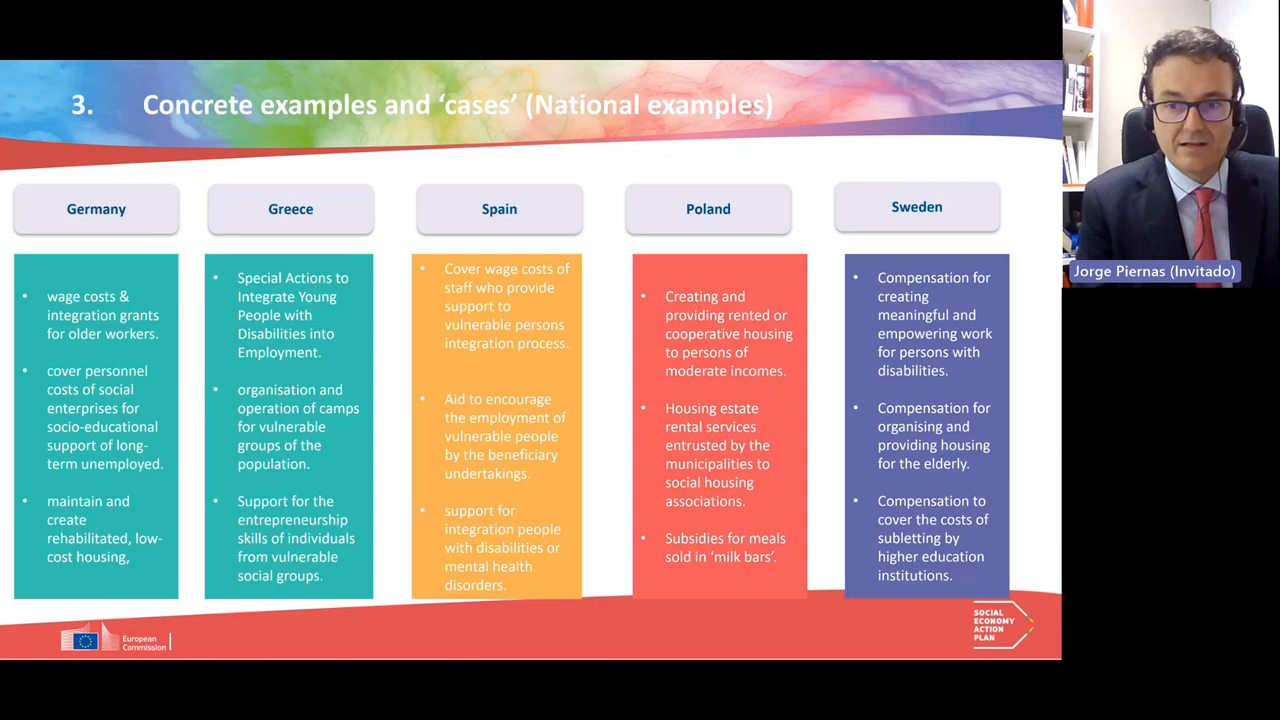 3. Concrete examples and ‘cases’ (National examples)
Germany
• wage costs &
integration grants
for older workers.
• cover personnel
costs of social
enterprises for
socio-educational
support of long-
term unemployed.
• maintain and
create
rehabilitated, low-
cost housing,
Greece
• Special Actions to
Integrate Young
People with
Disabilities into
Employment.
• organisation and
operation of camps
for vulnerable
groups of the
population.
• Support for the
entrepreneurship
skills of individuals
from vulnerable
social groups.
Spain
• Cover wage costs of
staff who provide
support to
vulnerable persons
integration process.
• Aid to encourage
the employment of
vulnerable people
by the beneficiary
undertakings.
• support for
integration people
with disabilities or
mental health
disorders.
Poland
• Creating and
providing rented or
cooperative housing
to persons of
moderate incomes.
• Housing estate
rental services
entrusted by the
municipalities to
social housing
associations.
• Subsidies for meals
sold in ‘milk bars’.
Sweden
• Compensation for
creating
meaningful and
empowering work
for persons with
disabilities.
• Compensation for
organising and
providing housing
for the elderly.
• Compensation to
cover the costs of
subletting by
higher education
institutions.
European
Commission
SOCIAL
ECONOMY
ACTION
PLAN
Jorge Piernas (Invitado)